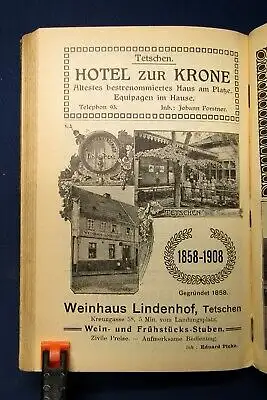 Tetschen.
HOTEL ZUR KRONE
Altestes bestrenommiertes Haus am Platze.
Equipagen im Hause.
Telephon 93. Inh.: Johann Forstner.
TETSCHEN
1858-1908
Gegründet 1858.
Weinhaus Lindenhof, Tetschen
Kreuzgasse 58, 5 Min. vom Landungsplatz.
Wein- und Frühstücks-Stuben.
Zivile Preise. – Aufmerksame Bedienung.
Inh.: Eduard